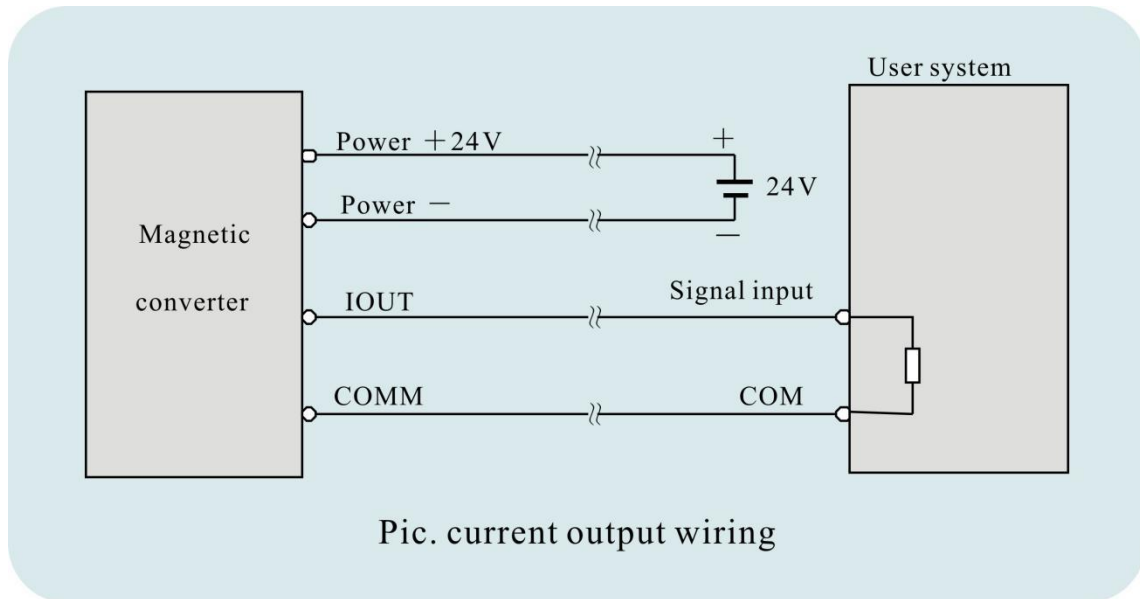 User system
Power +24V
+
24V
Power －
－
Magnetic
converter
IOUT
Signal input
COMM
COM
Pic. current output wiring